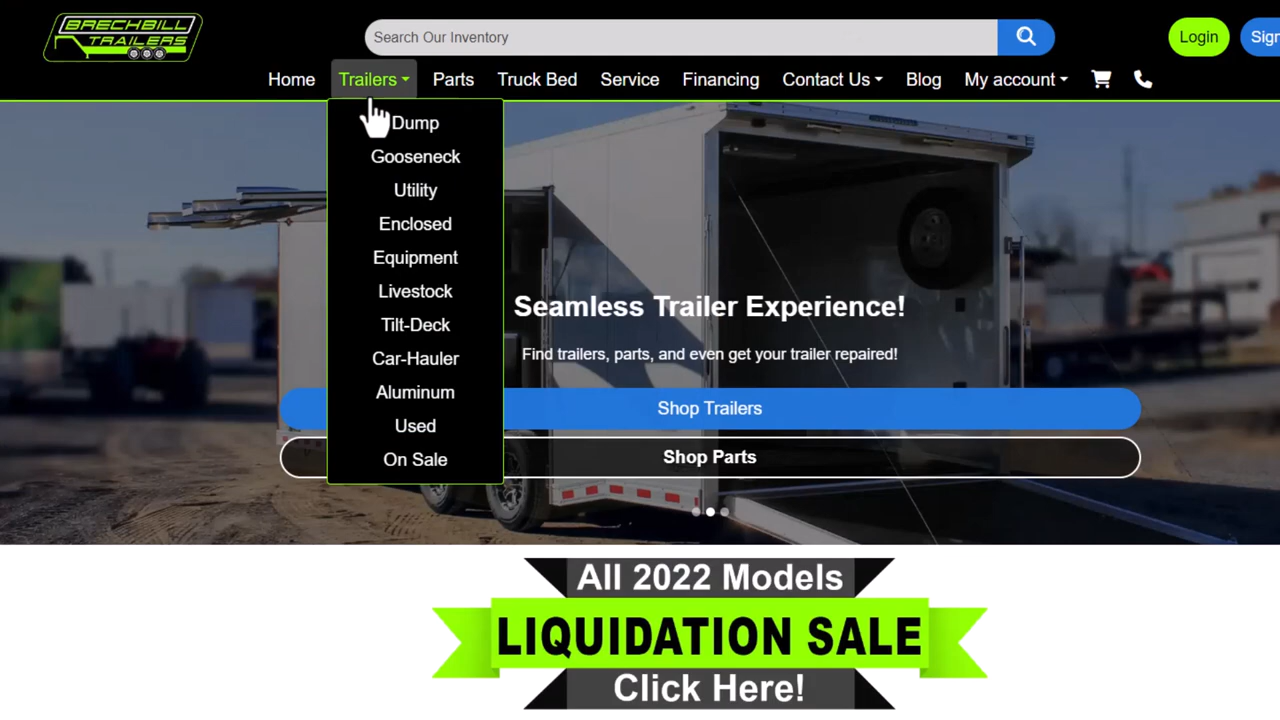 BRECHBILL
TRAILERS
Search Our Inventory
Login
Sign
Home Trailers Parts Truck Bed Service Financing Contact Us Blog My account
Dump
Gooseneck
Utility
Enclosed
Equipment
Livestock
Tilt-Deck
Car-Hauler
Aluminum
Used
On Sale
Seamless Trailer Experience!
Find trailers, parts, and even get your trailer repaired!
Shop Trailers
Shop Parts
All 2022 Models
LIQUIDATION SALE
Click Here!